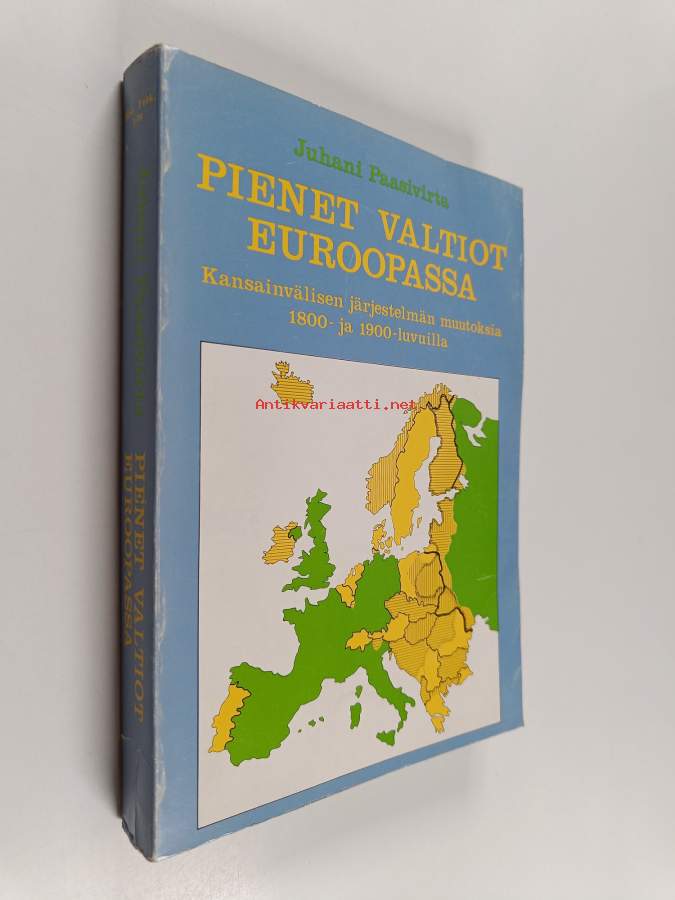 Juhani Paasivirta
PIENET VALTIOT
EUROOPASSA
Kansainvälisen järjestelmän muutoksia
1800- ja 1900-luvuilla
Antikvariaatti.net
Juhani Paasivirta
PIENET VALTIOT
EUROOPASSA